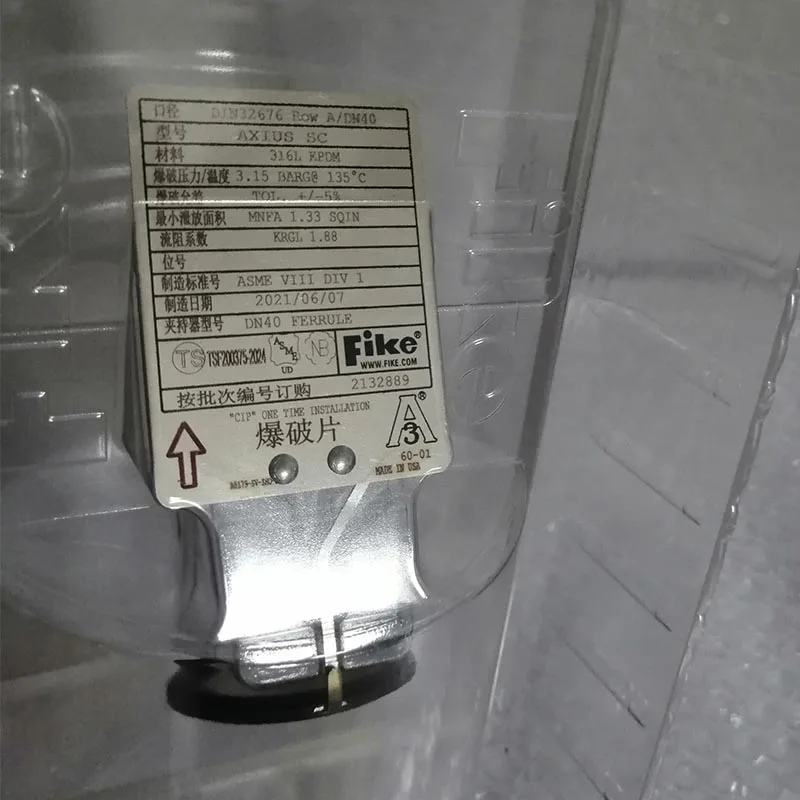 口径 DIN32676 Row A/DN40
型号 AXIUS SC
材料 316L EPDM
爆破压力/温度 3.15 BARG@ 135°C
爆破公差 TOL. +/-5%
最小泄放面积 MNFA 1.33 SQIN
流阻系数 KRGL 1.88
位号
制造标准号 ASME VIII DIV 1
制造日期 2021/06/07
夹持器型号 DN40 FERRULE
TS TSF200375-2024 ASME UD NB Fike®
WWW.FIKE.COM
按批次编号订购 2132889
"CIP" ONE TIME INSTALLATION
爆破片 A3®
60-01
MADE IN USA